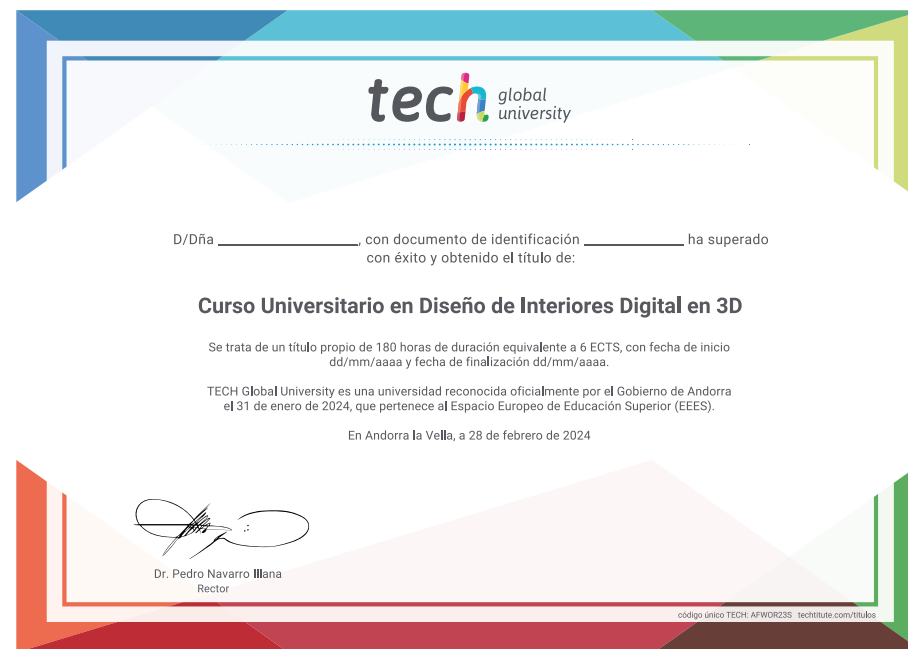 tech global university
D/Dña ____________________, con documento de identificación ______________ ha superado
con éxito y obtenido el título de:
Curso Universitario en Diseño de Interiores Digital en 3D
Se trata de un título propio de 180 horas de duración equivalente a 6 ECTS, con fecha de inicio
dd/mm/aaaa y fecha de finalización dd/mm/aaaa.
TECH Global University es una universidad reconocida oficialmente por el Gobierno de Andorra
el 31 de enero de 2024, que pertenece al Espacio Europeo de Educación Superior (EEES).
En Andorra la Vella, a 28 de febrero de 2024
Dr. Pedro Navarro Illana
Rector
código único TECH: AFWOR23S techtitute.com/titulos